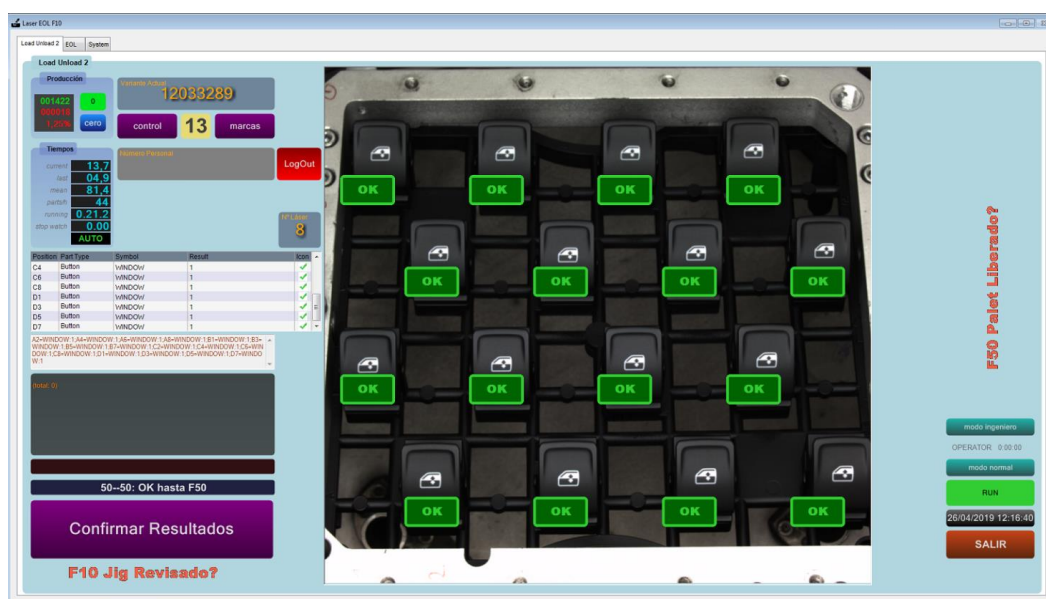 Laser EOL F10
Load Unload 2 EOL System
Load Unload 2
Producción
001422 0
000018
1,25% cero
Variante Actual
12033289
control 13 marcas
Tiempos
current 13,7
last 04,9
mean 81,4
parts/h 44
running 0.21.2
stop watch 0.00
AUTO
Número Personal
LogOut
Nº Láser
8
Position Part Type Symbol Result Icon
C4 Button WINDOW 1
C6 Button WINDOW 1
C8 Button WINDOW 1
D1 Button WINDOW 1
D3 Button WINDOW 1
D5 Button WINDOW 1
D7 Button WINDOW 1
A2=WINDOW:1;A4=WINDOW:1;A6=WINDOW:1;A8=WINDOW:1;B1=WINDOW:1;B3=
WINDOW:1;B5=WINDOW:1;B7=WINDOW:1;C2=WINDOW:1;C4=WINDOW:1;C6=WIN
DOW:1;C8=WINDOW:1;D1=WINDOW:1;D3=WINDOW:1;D5=WINDOW:1;D7=WINDO
W:1
(total: 0)
50--50: OK hasta F50
Confirmar Resultados
F10 Jig Revisado?
OK OK OK OK
OK OK OK OK
OK OK OK OK
OK OK OK OK
F50 Palet Liberado?
modo ingeniero
OPERATOR 0:00:00
modo normal
RUN
26/04/2019 12:16:40
SALIR